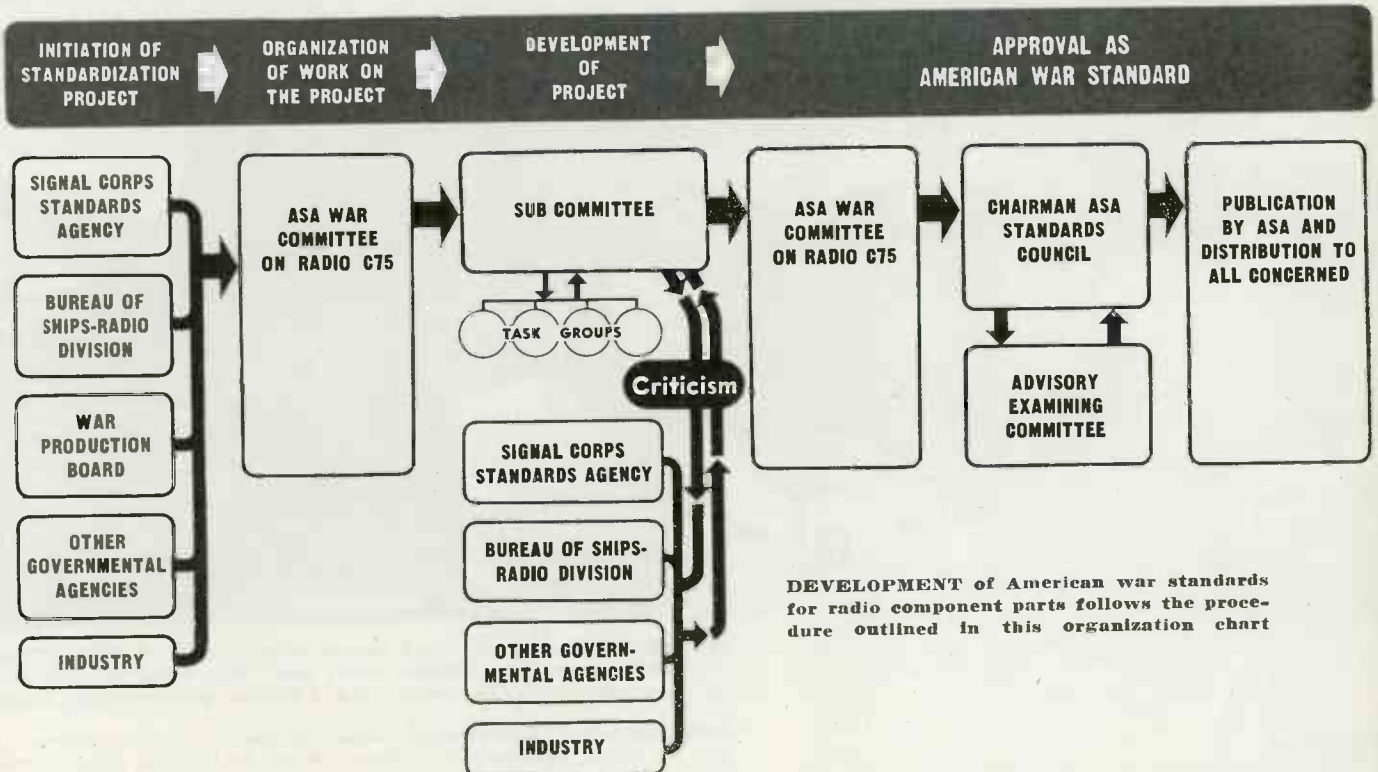 INITIATION OF
STANDARDIZATION
PROJECT
ORGANIZATION
OF WORK ON
THE PROJECT
DEVELOPMENT
OF
PROJECT
APPROVAL AS
AMERICAN WAR STANDARD
SIGNAL CORPS
STANDARDS
AGENCY
BUREAU OF
SHIPS-RADIO
DIVISION
WAR
PRODUCTION
BOARD
OTHER
GOVERNMENTAL
AGENCIES
INDUSTRY
ASA WAR
COMMITTEE
ON RADIO C75
SUB COMMITTEE
TASK GROUPS
Criticism
SIGNAL CORPS
STANDARDS AGENCY
BUREAU OF SHIPS-
RADIO DIVISION
OTHER GOVERN-
MENTAL AGENCIES
INDUSTRY
ASA WAR
COMMITTEE
ON RADIO C75
CHAIRMAN ASA
STANDARDS
COUNCIL
ADVISORY
EXAMINING
COMMITTEE
PUBLICATION
BY ASA AND
DISTRIBUTION TO
ALL CONCERNED
DEVELOPMENT of American war standards
for radio component parts follows the proce-
dure outlined in this organization chart